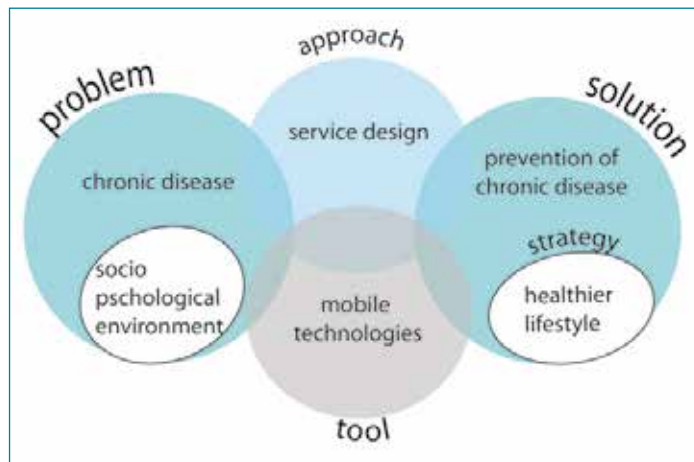 problem
approach
solution
chronic disease
service design
prevention of
chronic disease
socio
pschological
environment
mobile
technologies
strategy
healthier
lifestyle
tool